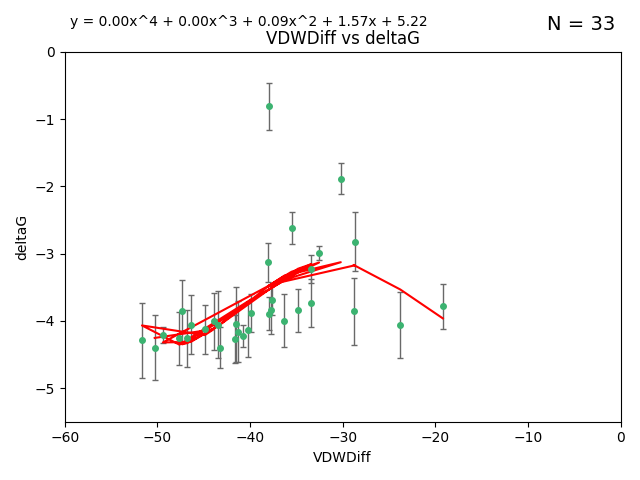 y = 0.00x^4 + 0.00x^3 + 0.09x^2 + 1.57x + 5.22
N = 33
VDWDiff vs deltaG
0
−1
−2
−3
−4
−5
deltaG
−60 −50 −40 −30 −20 −10 0
VDWDiff